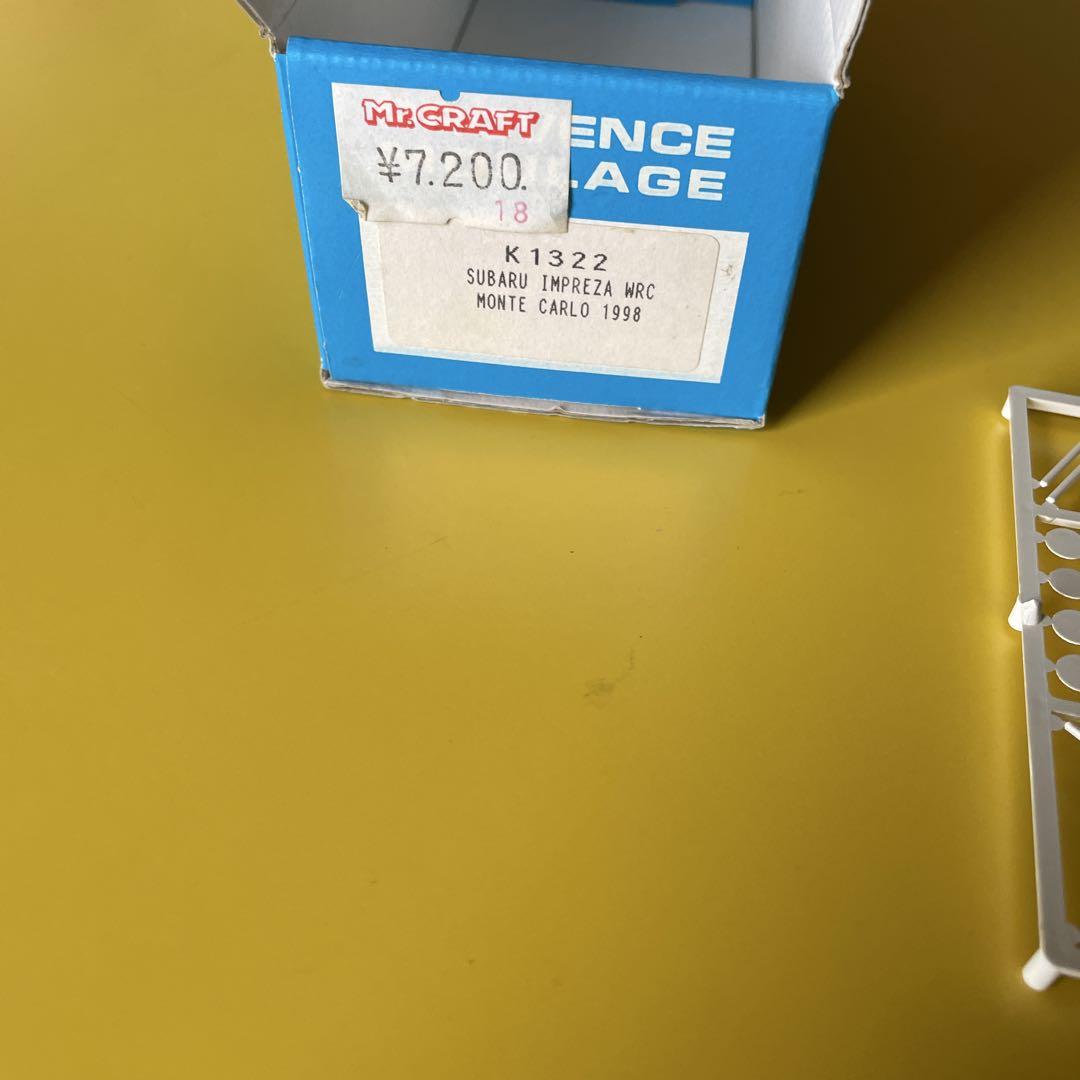 Mr.CRAFT
¥7.200.
18
ENCE
LAGE
K1322
SUBARU IMPREZA WRC
MONTE CARLO 1998